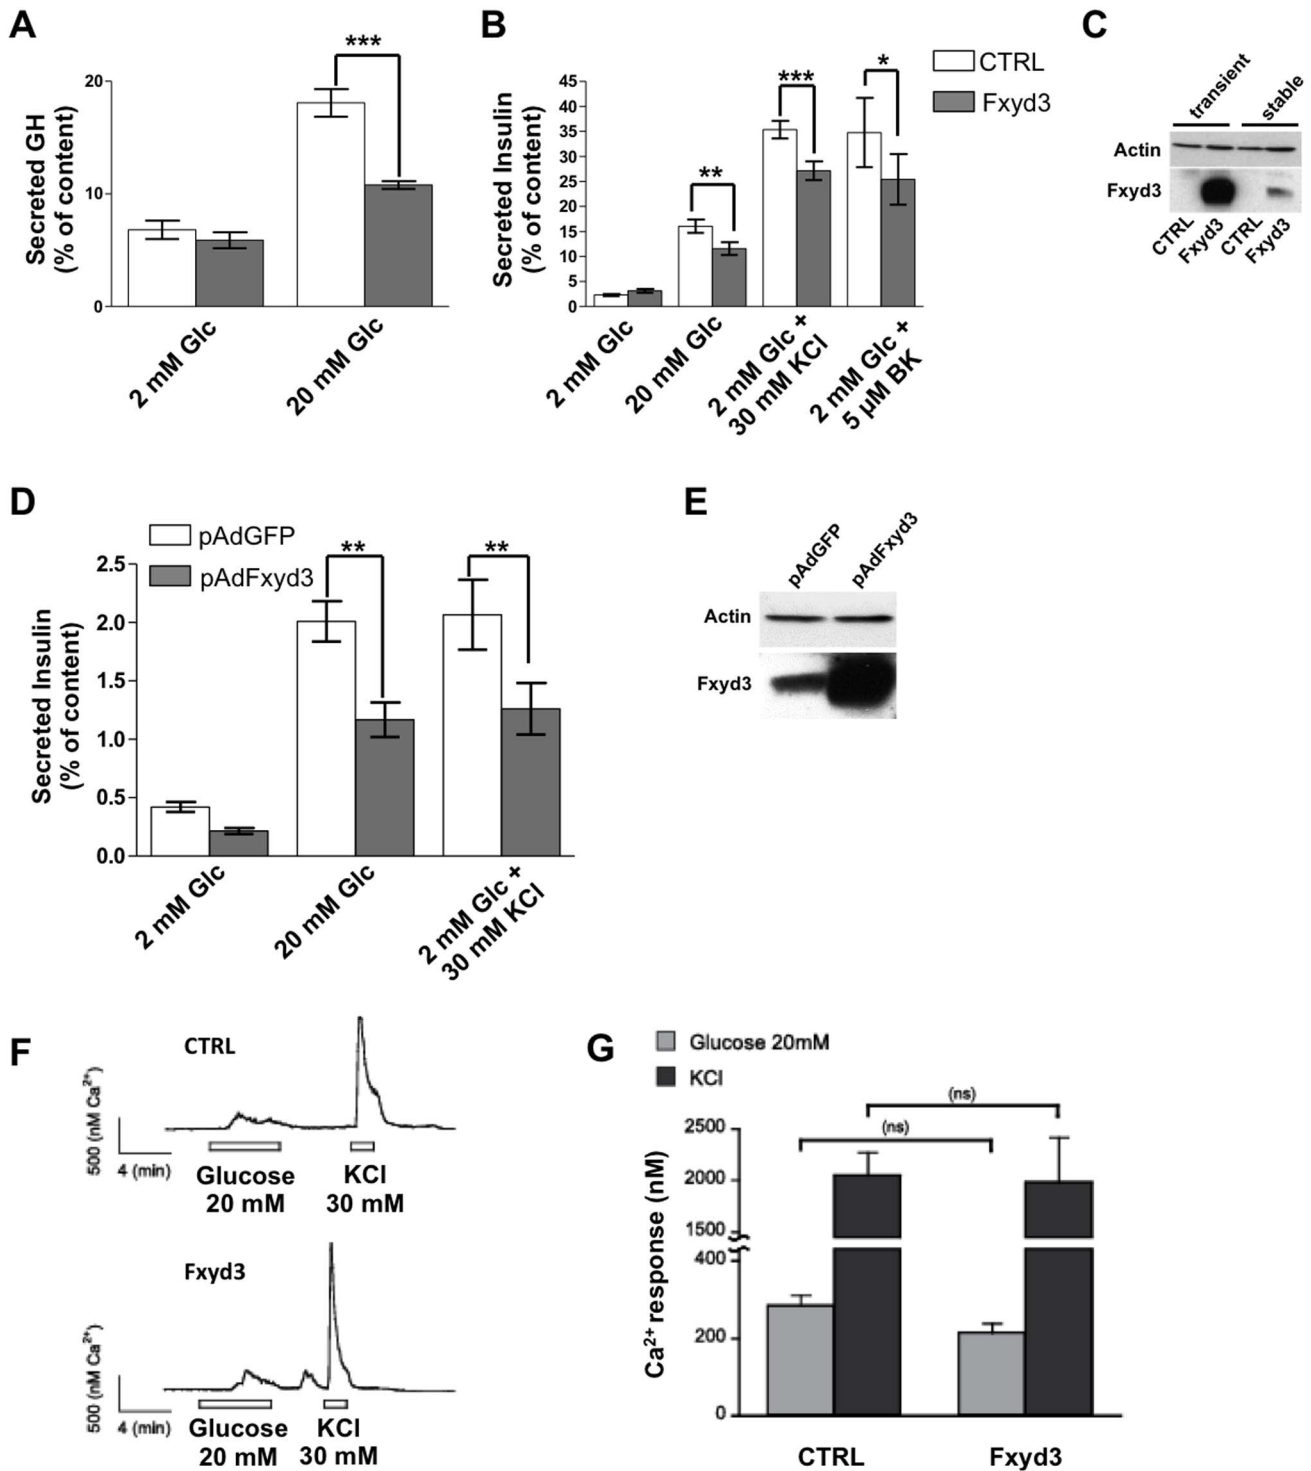 A
***
Secreted GH
(% of content)
20
10
0
2 mM Glc
20 mM Glc
B
CTRL
Fxyd3
***
*
**
Secreted Insulin
(% of content)
45
40
35
30
25
20
15
10
5
0
2 mM Glc
20 mM Glc
2 mM Glc +
30 mM KCl
2 mM Glc +
5 µM BK
C
transient
stable
Actin
Fxyd3
CTRL
Fxyd3
CTRL
Fxyd3
D
pAdGFP
pAdFxyd3
**
**
Secreted Insulin
(% of content)
2.5
2.0
1.5
1.0
0.5
0.0
2 mM Glc
20 mM Glc
2 mM Glc +
30 mM KCl
E
pAdGFP
pAdFxyd3
Actin
Fxyd3
F
CTRL
500 (nM Ca²⁺)
4 (min)
Glucose
20 mM
KCl
30 mM
Fxyd3
500 (nM Ca²⁺)
4 (min)
Glucose
20 mM
KCl
30 mM
G
Glucose 20mM
KCl
(ns)
(ns)
Ca²⁺ response (nM)
2500
2000
1500
400
200
0
CTRL
Fxyd3